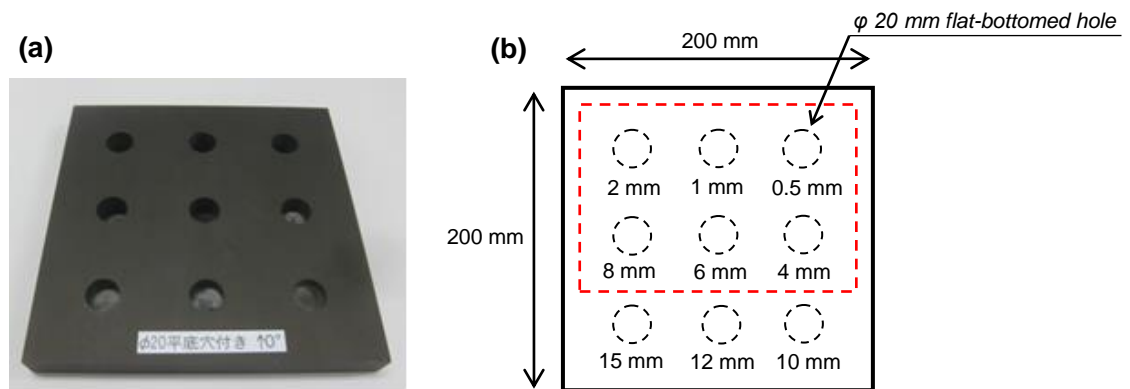 (a)
φ20平底穴付き ↑0°
(b)
φ 20 mm flat-bottomed hole
200 mm
200 mm
2 mm 1 mm 0.5 mm
8 mm 6 mm 4 mm
15 mm 12 mm 10 mm